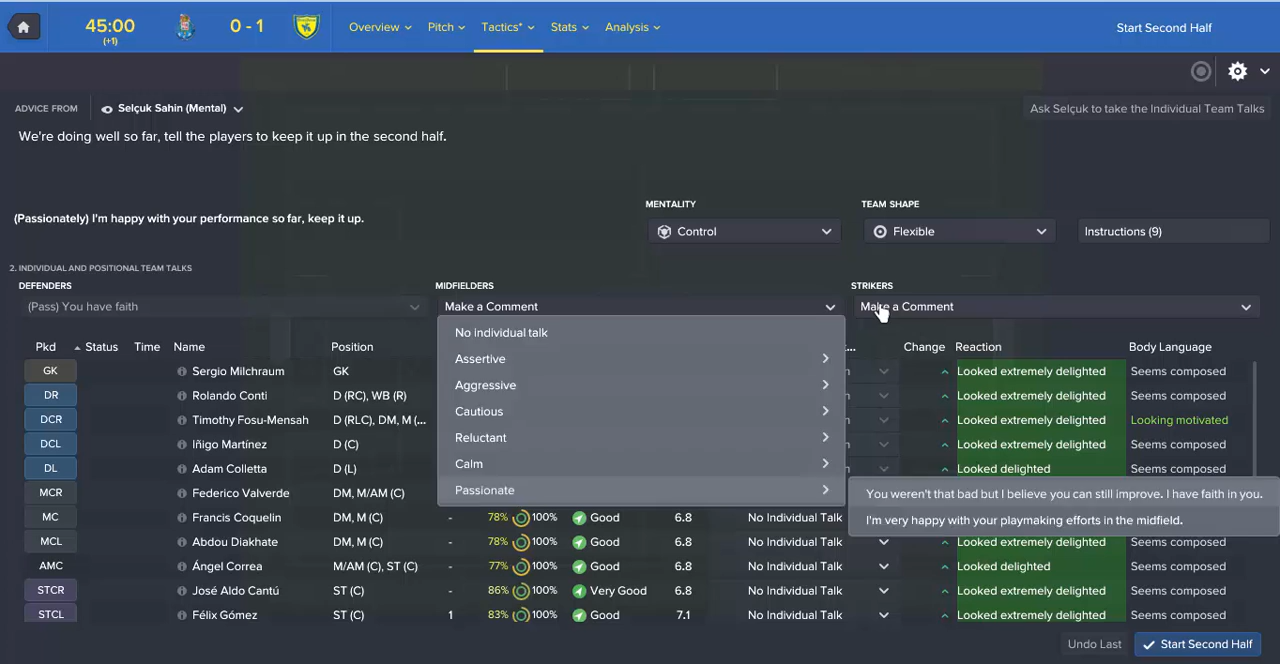 45:00
(+1)
0 - 1
Overview
Pitch
Tactics*
Stats
Analysis
Start Second Half
ADVICE FROM
Selçuk Sahin (Mental)
Ask Selçuk to take the Individual Team Talks
We're doing well so far, tell the players to keep it up in the second half.
MENTALITY
TEAM SHAPE
(Passionately) I'm happy with your performance so far, keep it up.
Control
Flexible
Instructions (9)
2. INDIVIDUAL AND POSITIONAL TEAM TALKS
DEFENDERS
MIDFIELDERS
STRIKERS
(Pass) You have faith
Make a Comment
Make a Comment
No individual talk
Assertive
Aggressive
Cautious
Reluctant
Calm
Passionate
You weren't that bad but I believe you can still improve. I have faith in you.
I'm very happy with your playmaking efforts in the midfield.
Pkd Status Time Name Position Change Reaction Body Language
GK Sergio Milchraum GK Looked extremely delighted Seems composed
DR Rolando Conti D (RC), WB (R) Looked extremely delighted Seems composed
DCR Timothy Fosu-Mensah D (RLC), DM, M (... Looked extremely delighted Looking motivated
DCL Iñigo Martínez D (C) Looked extremely delighted Seems composed
DL Adam Colletta D (L) Looked delighted Seems composed
MCR Federico Valverde DM, M/AM (C)
MC Francis Coquelin DM, M (C) - 78% 100% Good 6.8 No Individual Talk
MCL Abdou Diakhate DM, M (C) - 78% 100% Good 6.8 No Individual Talk Looked extremely delighted Seems composed
AMC Ángel Correa M/AM (C), ST (C) - 77% 100% Good 6.8 No Individual Talk Looked delighted Seems composed
STCR José Aldo Cantú ST (C) - 86% 100% Very Good 6.8 No Individual Talk Looked extremely delighted Seems composed
STCL Félix Gómez ST (C) 1 83% 100% Good 7.1 No Individual Talk Looked extremely delighted Seems composed
Undo Last
Start Second Half